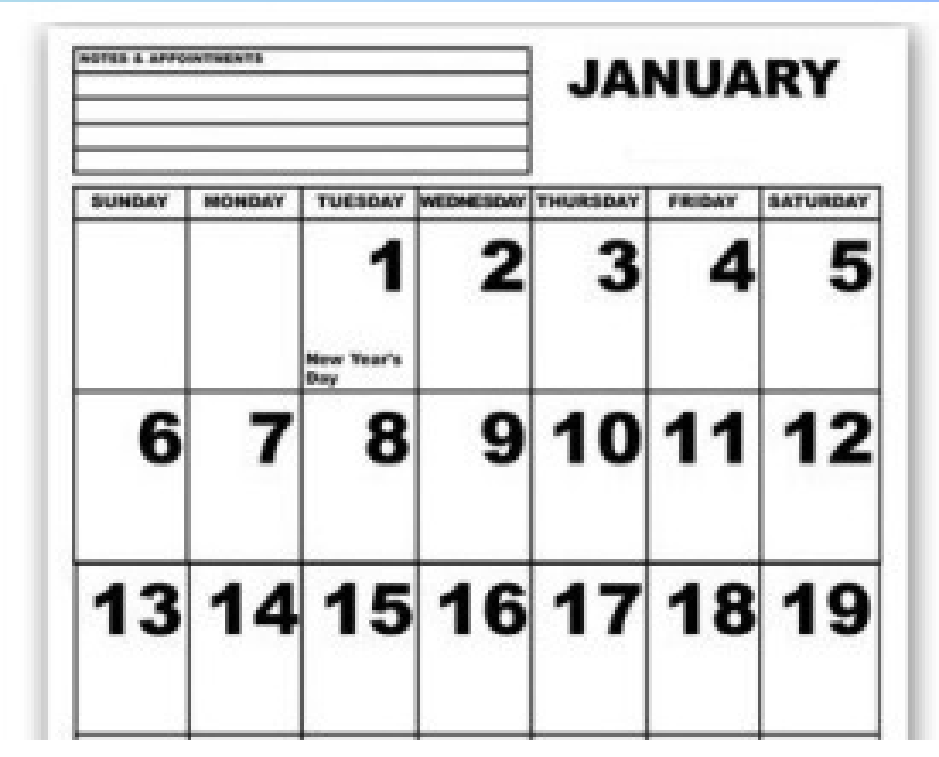 NOTES & APPOINTMENTS
JANUARY
SUNDAY MONDAY TUESDAY WEDNESDAY THURSDAY FRIDAY SATURDAY
1 2 3 4 5
New Year's
Day
6 7 8 9 10 11 12
13 14 15 16 17 18 19